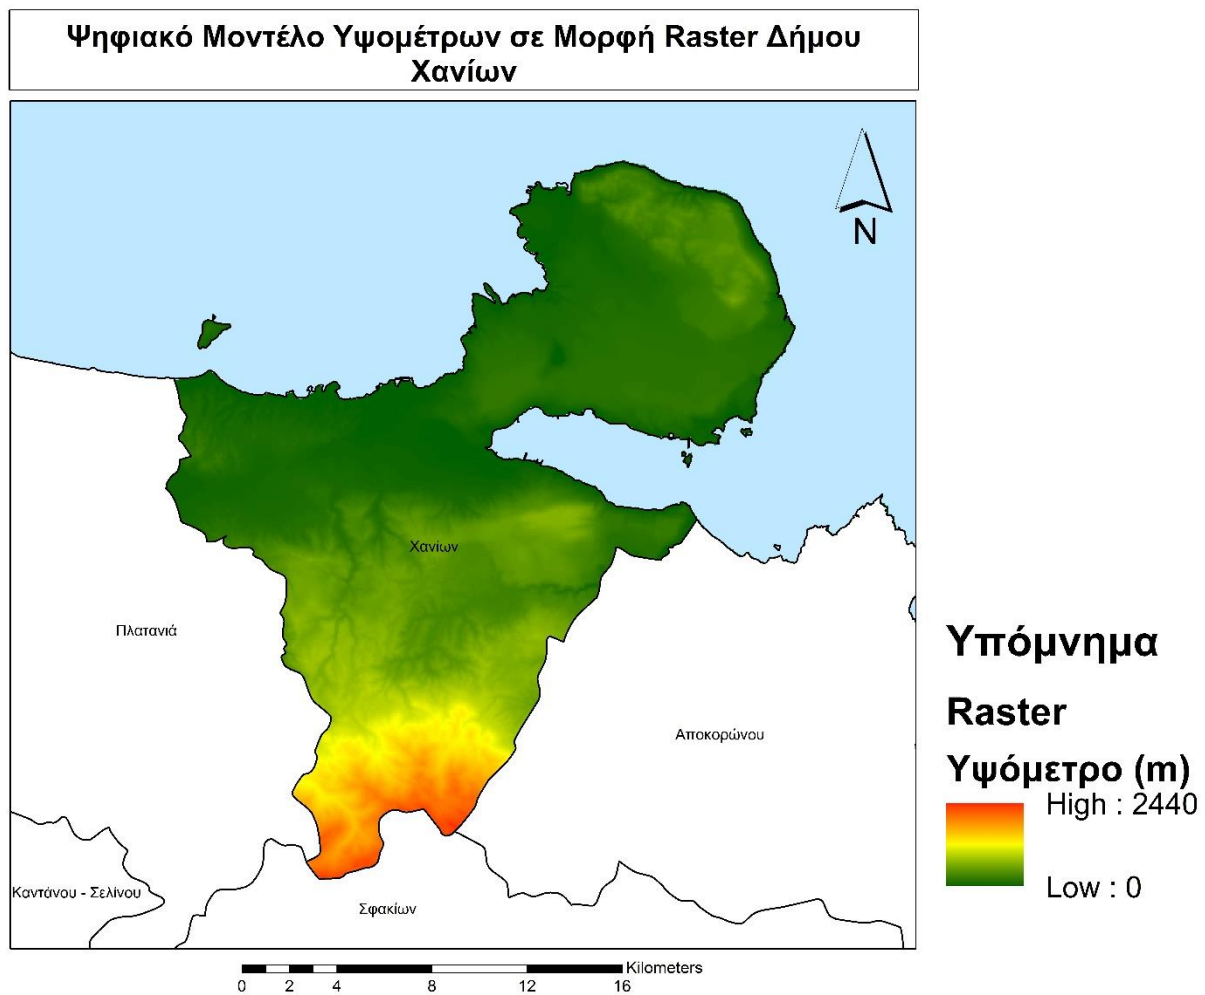 Ψηφιακό Μοντέλο Υψομέτρων σε Μορφή Raster Δήμου
Χανίων
N
Χανίων
Πλατανιά
Αποκορώνου
Καντάνου - Σελίνου
Σφακίων
Υπόμνημα
Raster
Υψόμετρο (m)
High : 2440
Low : 0
Kilometers
0 2 4 8 12 16